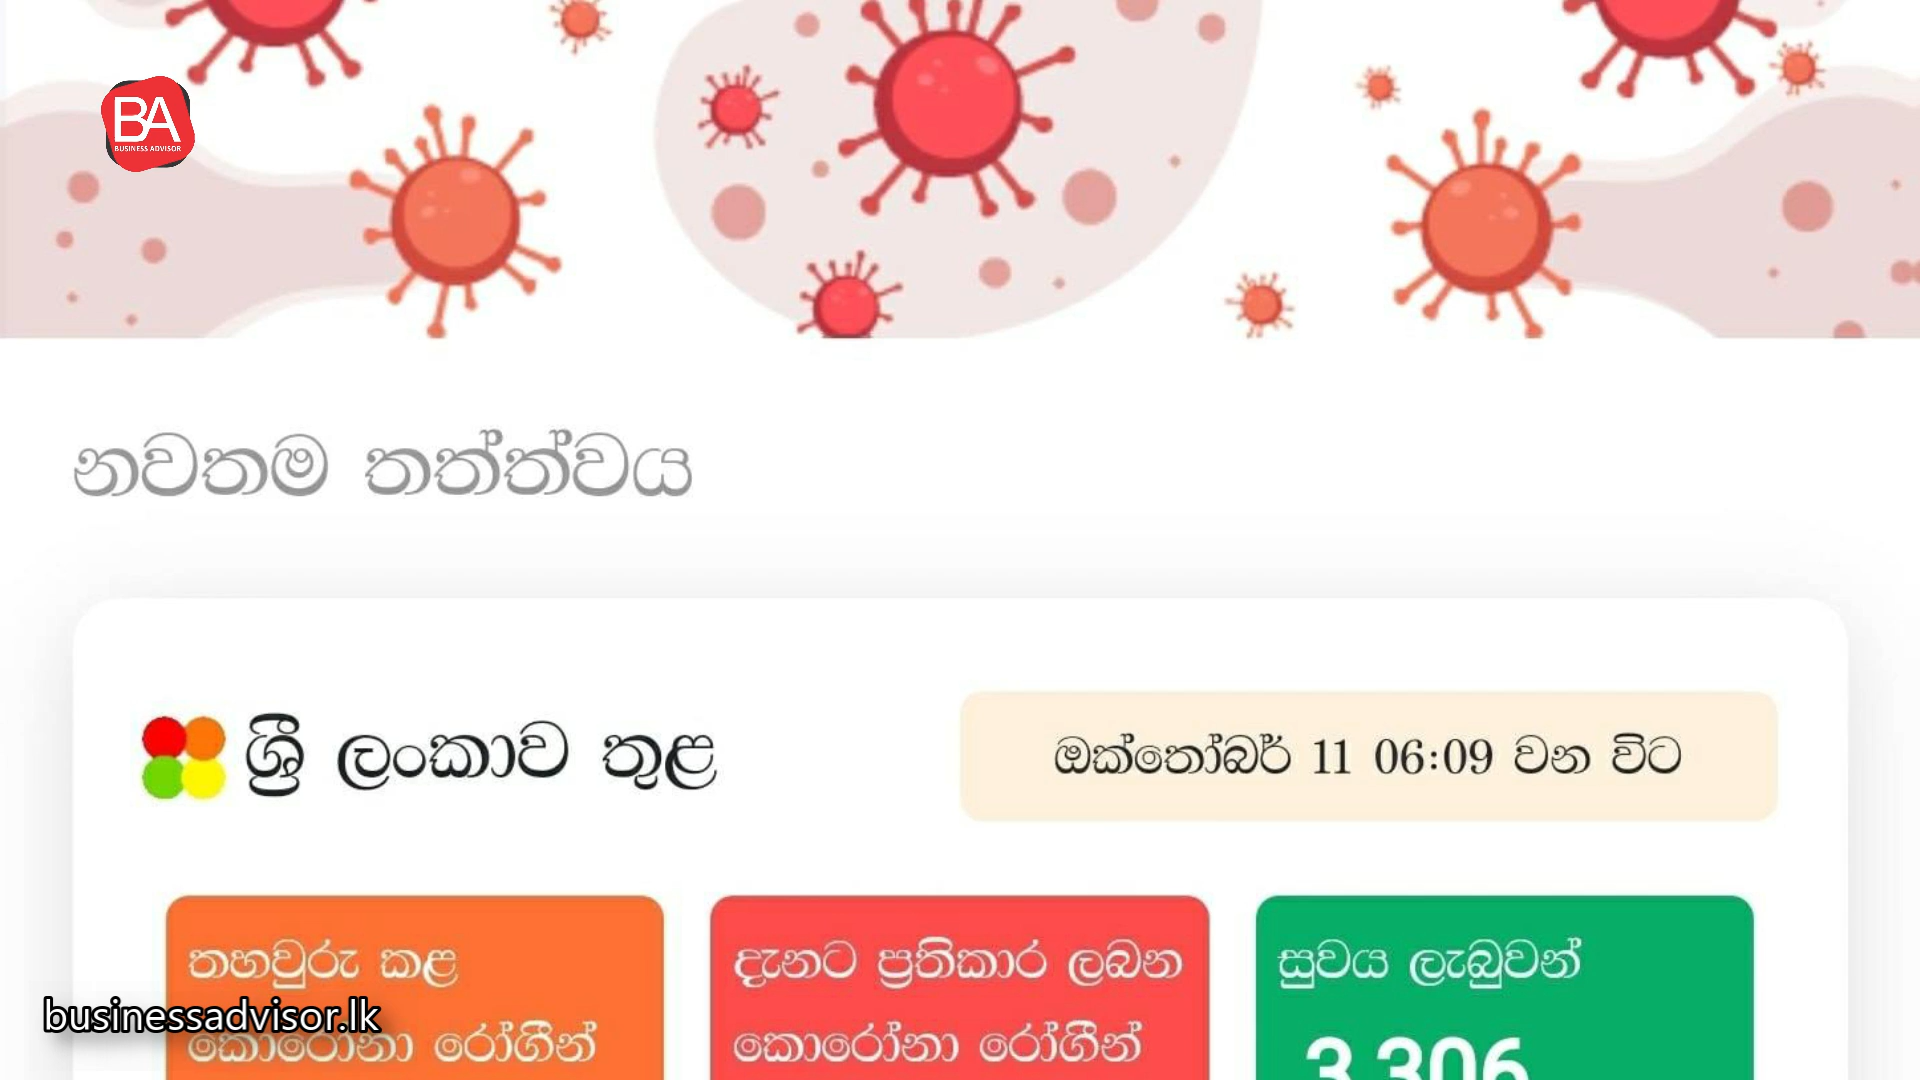 BA
BUSINESS ADVISOR
නවතම තත්ත්වය
ශ්‍රී ලංකාව තුළ
ඔක්තෝබර් 11 06:09 වන විට
තහවුරු කළ
කොරෝනා රෝගීන්
දැනට ප්‍රතිකාර ලබන
කොරෝනා රෝගීන්
සුවය ලැබූවන්
3,306
businessadvisor.lk